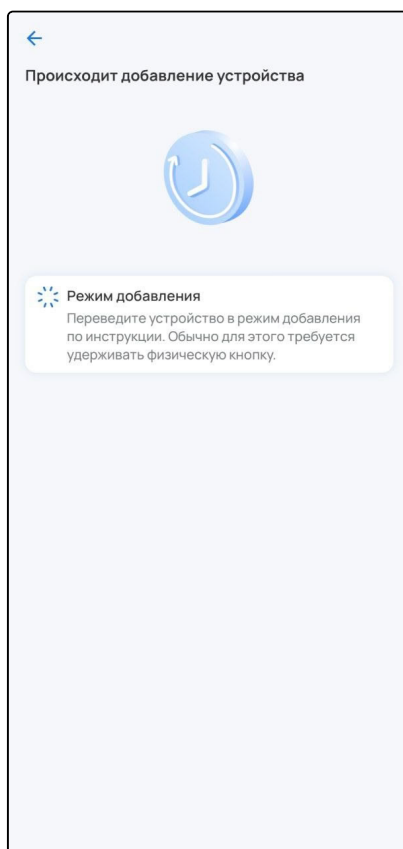 Происходит добавление устройства
Режим добавления
Переведите устройство в режим добавления
по инструкции. Обычно для этого требуется
удерживать физическую кнопку.